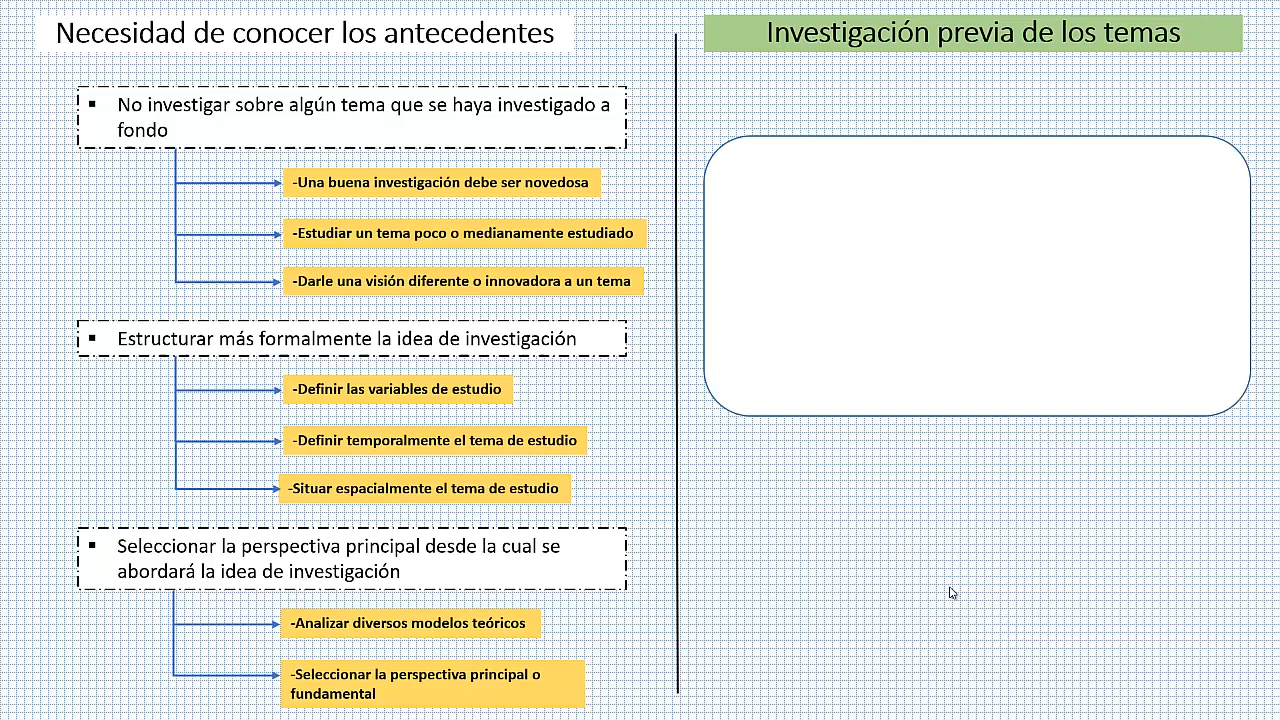 Necesidad de conocer los antecedentes
▪ No investigar sobre algún tema que se haya investigado a
fondo
-Una buena investigación debe ser novedosa
-Estudiar un tema poco o medianamente estudiado
-Darle una visión diferente o innovadora a un tema
▪ Estructurar más formalmente la idea de investigación
-Definir las variables de estudio
-Definir temporalmente el tema de estudio
-Situar espacialmente el tema de estudio
▪ Seleccionar la perspectiva principal desde la cual se
abordará la idea de investigación
-Analizar diversos modelos teóricos
-Seleccionar la perspectiva principal o
fundamental
Investigación previa de los temas